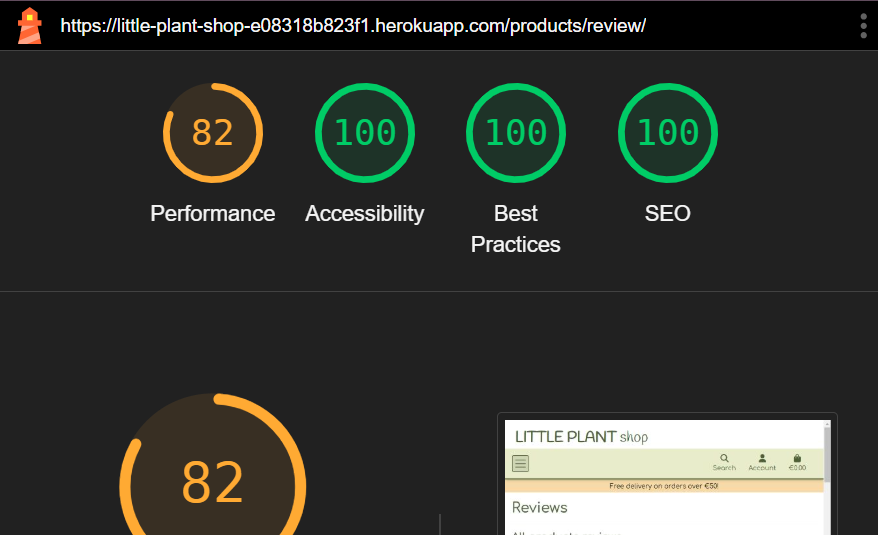 https://little-plant-shop-e08318b823f1.herokuapp.com/products/review/
82 100 100 100
Performance Accessibility Best Practices SEO
82
LITTLE PLANT shop
Search Account €0.00
Free delivery on orders over €50!
Reviews